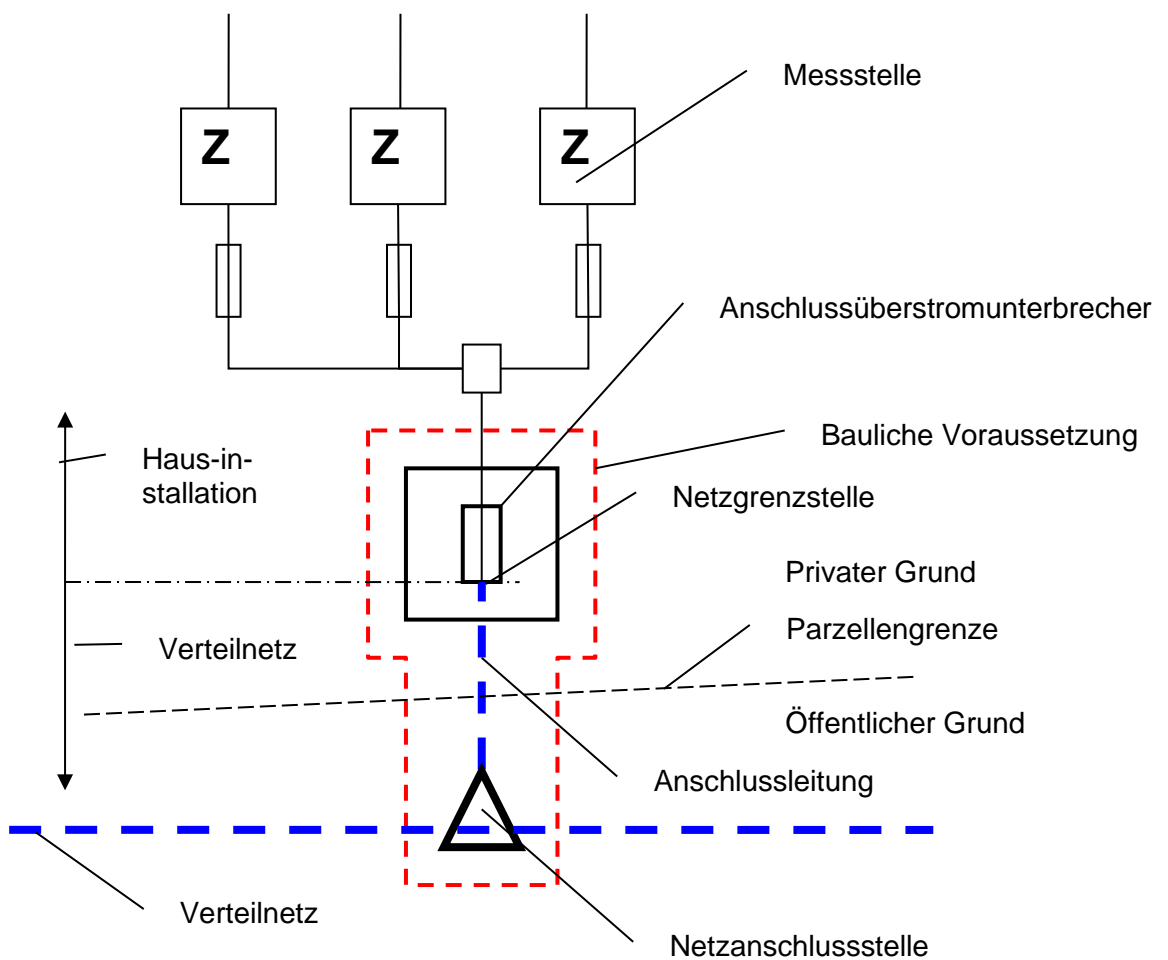 Messstelle
Z
Z
Z
Anschlussüberstromunterbrecher
Bauliche Voraussetzung
Haus-in-
stallation
Netzgrenzstelle
Privater Grund
Parzellengrenze
Verteilnetz
Öffentlicher Grund
Anschlussleitung
Verteilnetz
Netzanschlussstelle